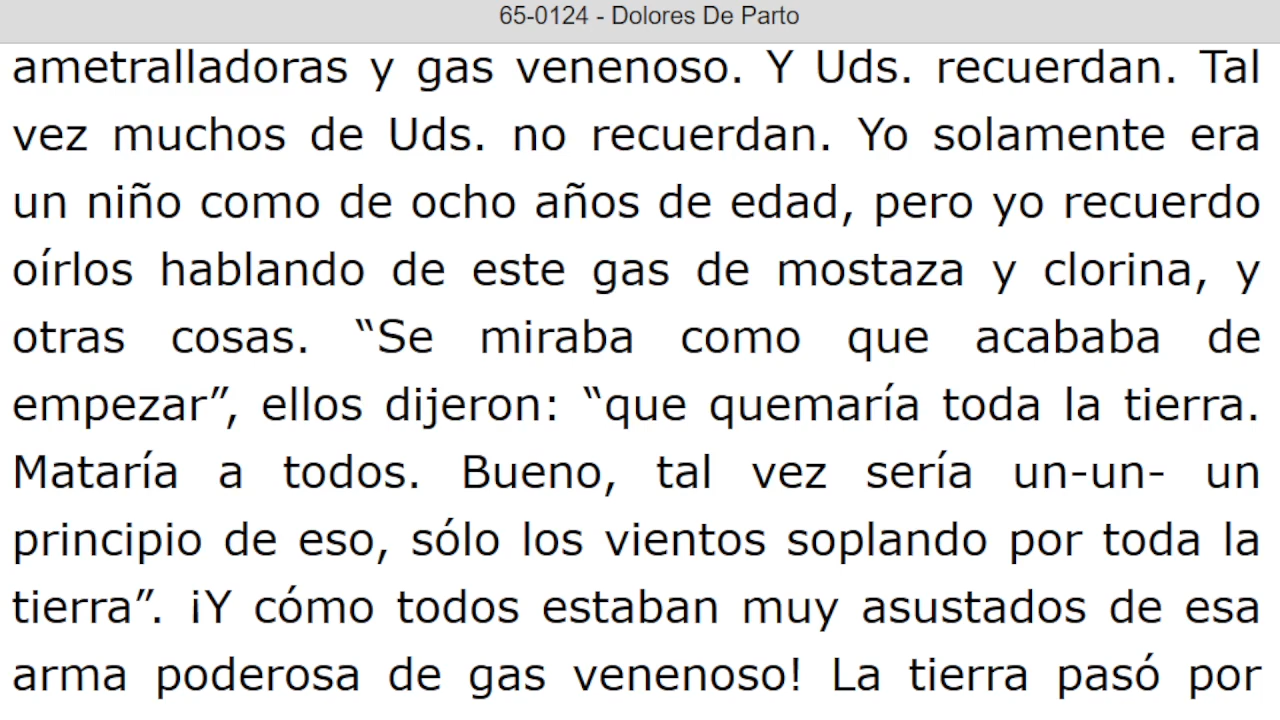 65-0124 - Dolores De Parto
ametralladoras y gas venenoso. Y Uds. recuerdan. Tal
vez muchos de Uds. no recuerdan. Yo solamente era
un niño como de ocho años de edad, pero yo recuerdo
oírlos hablando de este gas de mostaza y clorina, y
otras cosas. “Se miraba como que acababa de
empezar”, ellos dijeron: “que quemaría toda la tierra.
Mataría a todos. Bueno, tal vez sería un-un- un
principio de eso, sólo los vientos soplando por toda la
tierra”. ¡Y cómo todos estaban muy asustados de esa
arma poderosa de gas venenoso! La tierra pasó por